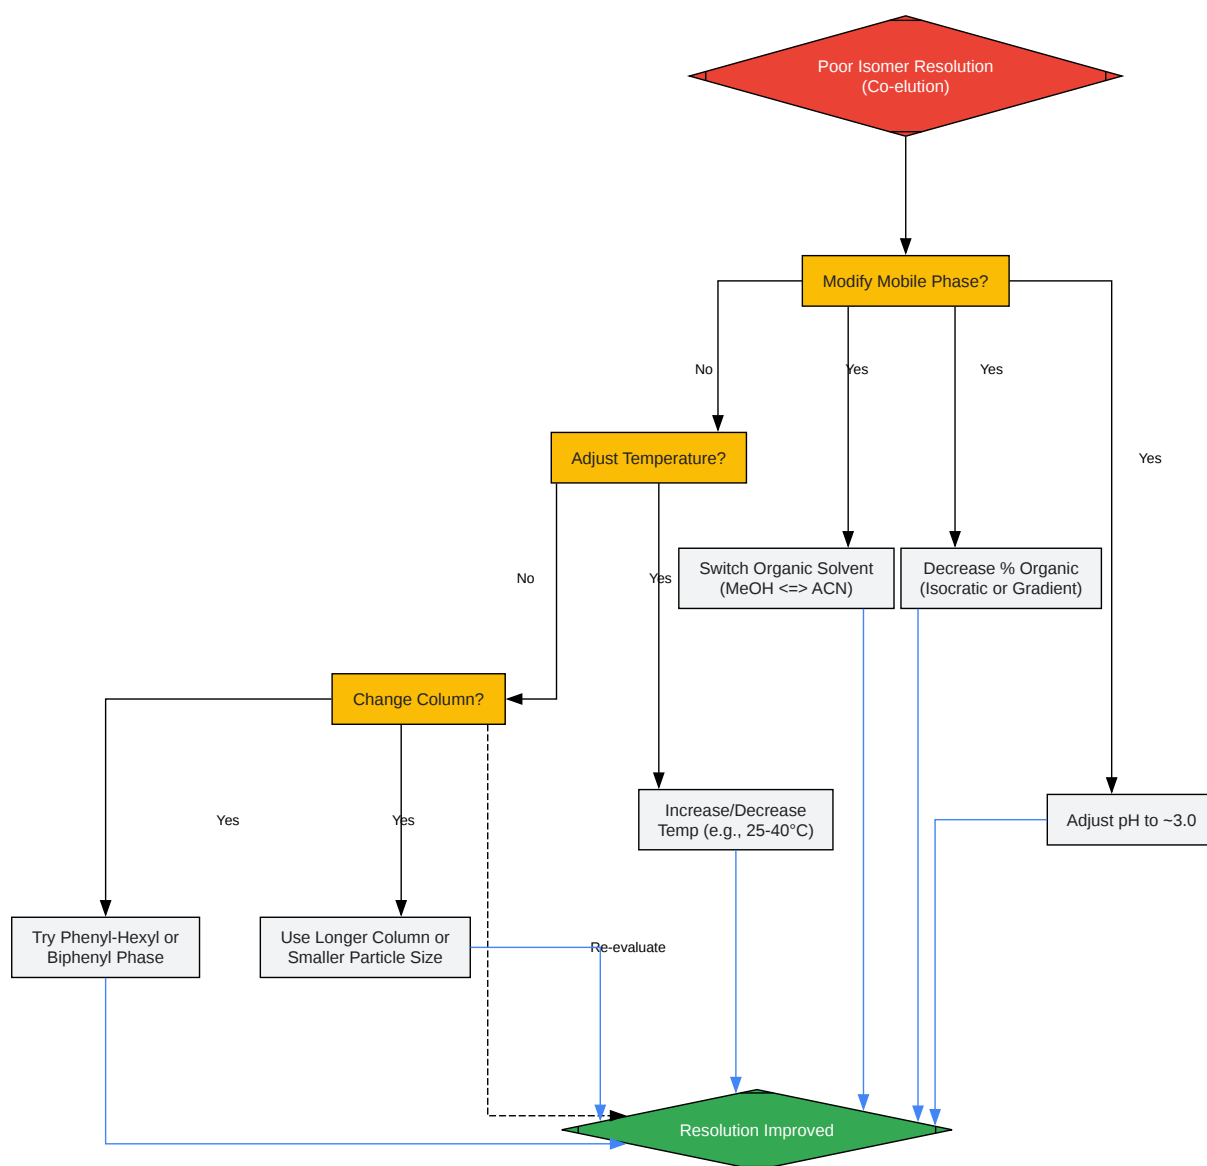 Poor Isomer Resolution
(Co-elution)
Modify Mobile Phase?
No
Yes
Yes
Adjust Temperature?
Yes
Switch Organic Solvent
(MeOH <=> ACN)
Decrease % Organic
(Isocratic or Gradient)
No
Yes
Change Column?
Increase/Decrease
Temp (e.g., 25-40°C)
Adjust pH to ~3.0
Yes
Yes
Try Phenyl-Hexyl or
Biphenyl Phase
Use Longer Column or
Smaller Particle Size
Re-evaluate
Resolution Improved